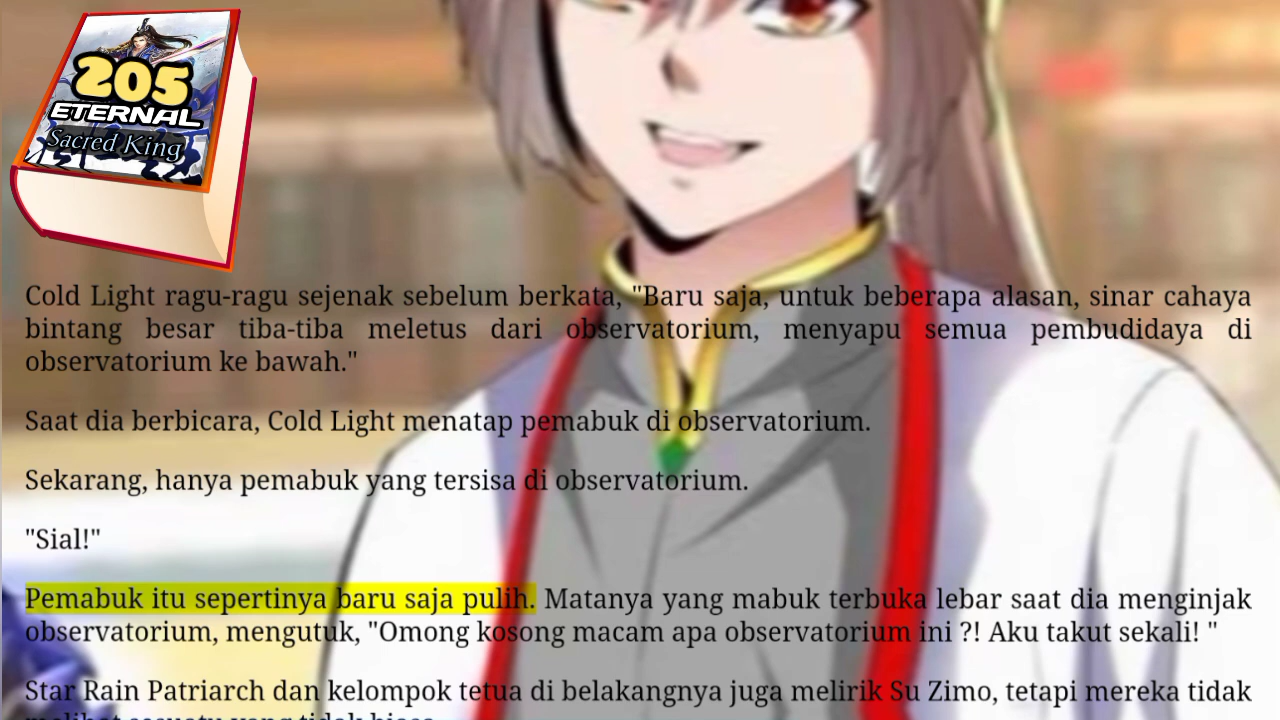 205
ETERNAL
Sacred King
Cold Light ragu-ragu sejenak sebelum berkata, "Baru saja, untuk beberapa alasan, sinar cahaya
bintang besar tiba-tiba meletus dari observatorium, menyapu semua pembudidaya di
observatorium ke bawah."
Saat dia berbicara, Cold Light menatap pemabuk di observatorium.
Sekarang, hanya pemabuk yang tersisa di observatorium.
"Sial!"
Pemabuk itu sepertinya baru saja pulih. Matanya yang mabuk terbuka lebar saat dia menginjak
observatorium, mengutuk, "Omong kosong macam apa observatorium ini ?! Aku takut sekali! "
Star Rain Patriarch dan kelompok tetua di belakangnya juga melirik Su Zimo, tetapi mereka tidak